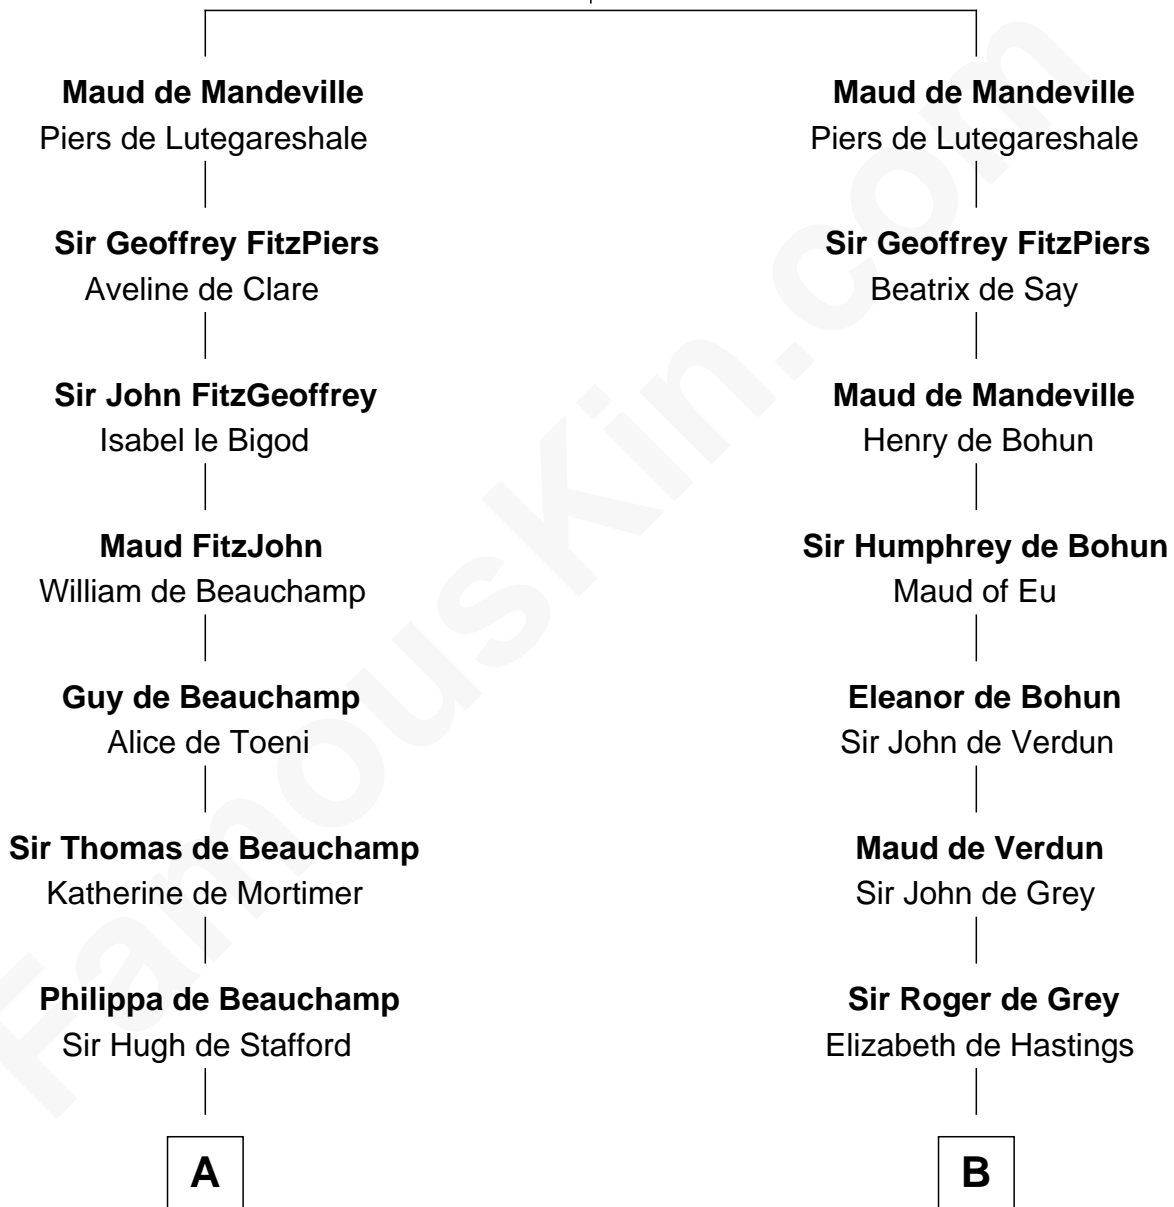 Maud de Mandeville
Piers de Lutegareshale
Sir Geoffrey FitzPiers
Aveline de Clare
Sir John FitzGeoffrey
Isabel le Bigod
Maud FitzJohn
William de Beauchamp
Guy de Beauchamp
Alice de Toeni
Sir Thomas de Beauchamp
Katherine de Mortimer
Philippa de Beauchamp
Sir Hugh de Stafford
A
Maud de Mandeville
Piers de Lutegareshale
Sir Geoffrey FitzPiers
Beatrix de Say
Maud de Mandeville
Henry de Bohun
Sir Humphrey de Bohun
Maud of Eu
Eleanor de Bohun
Sir John de Verdun
Maud de Verdun
Sir John de Grey
Sir Roger de Grey
Elizabeth de Hastings
B
FamousKin.com